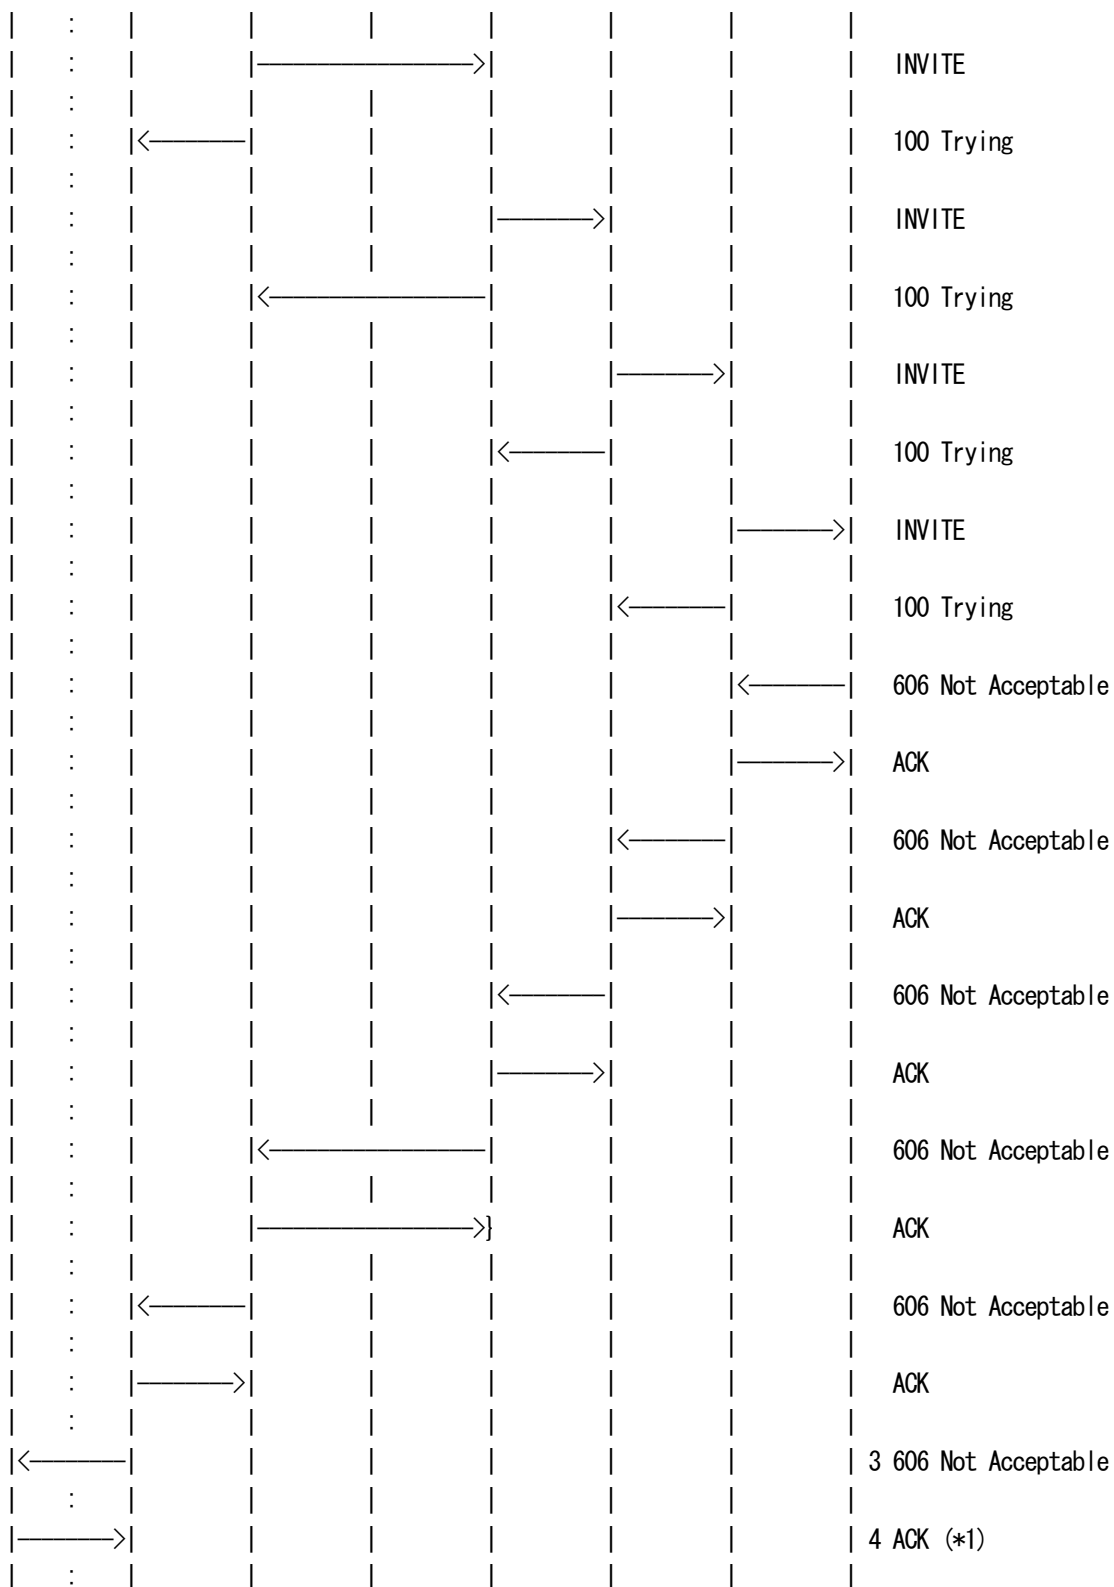 INVITE
100 Trying
INVITE
100 Trying
INVITE
100 Trying
INVITE
100 Trying
606 Not Acceptable
ACK
606 Not Acceptable
ACK
606 Not Acceptable
ACK
606 Not Acceptable
ACK
606 Not Acceptable
ACK
3 606 Not Acceptable
4 ACK (*1)